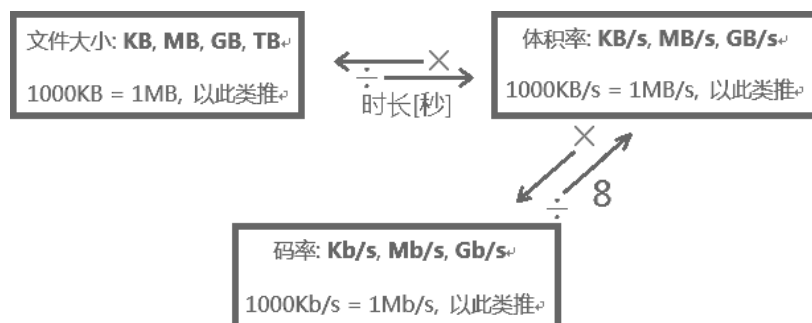 文件大小: KB, MB, GB, TB↵
1000KB = 1MB, 以此类推↵
× ÷
时长[秒]
体积率: KB/s, MB/s, GB/s↵
1000KB/s = 1MB/s, 以此类推↵
×
÷ 8
码率: Kb/s, Mb/s, Gb/s↵
1000Kb/s = 1Mb/s, 以此类推↵